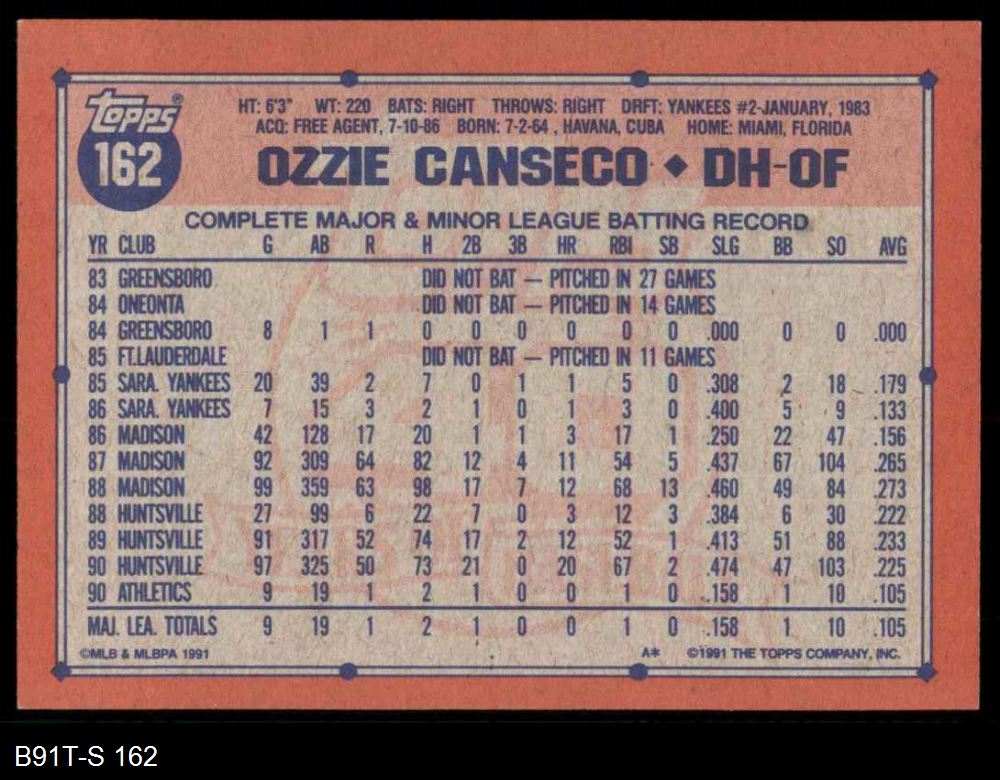 Topps®
162
HT: 6'3" WT: 220 BATS: RIGHT THROWS: RIGHT DRFT: YANKEES #2-JANUARY, 1983
ACQ: FREE AGENT, 7-10-86 BORN: 7-2-64 , HAVANA, CUBA HOME: MIAMI, FLORIDA
OZZIE CANSECO ◆ DH-OF
COMPLETE MAJOR & MINOR LEAGUE BATTING RECORD
YR CLUB G AB R H 2B 3B HR RBI SB SLG BB SO AVG
83 GREENSBORO DID NOT BAT — PITCHED IN 27 GAMES
84 ONEONTA DID NOT BAT — PITCHED IN 14 GAMES
84 GREENSBORO 8 1 1 0 0 0 0 0 0 .000 0 0 .000
85 FT.LAUDERDALE DID NOT BAT — PITCHED IN 11 GAMES
85 SARA. YANKEES 20 39 2 7 0 1 1 5 0 .308 2 18 .179
86 SARA. YANKEES 7 15 3 2 1 0 1 3 0 .400 5 9 .133
86 MADISON 42 128 17 20 1 1 3 17 1 .250 22 47 .156
87 MADISON 92 309 64 82 12 4 11 54 5 .437 67 104 .265
88 MADISON 99 359 63 98 17 7 12 68 13 .460 49 84 .273
88 HUNTSVILLE 27 99 6 22 7 0 3 12 3 .384 6 30 .222
89 HUNTSVILLE 91 317 52 74 17 2 12 52 1 .413 51 88 .233
90 HUNTSVILLE 97 325 50 73 21 0 20 67 2 .474 47 103 .225
90 ATHLETICS 9 19 1 2 1 0 0 1 0 .158 1 10 .105
MAJ. LEA. TOTALS 9 19 1 2 1 0 0 1 0 .158 1 10 .105
©MLB & MLBPA 1991 A* ©1991 THE TOPPS COMPANY, INC.
B91T-S 162